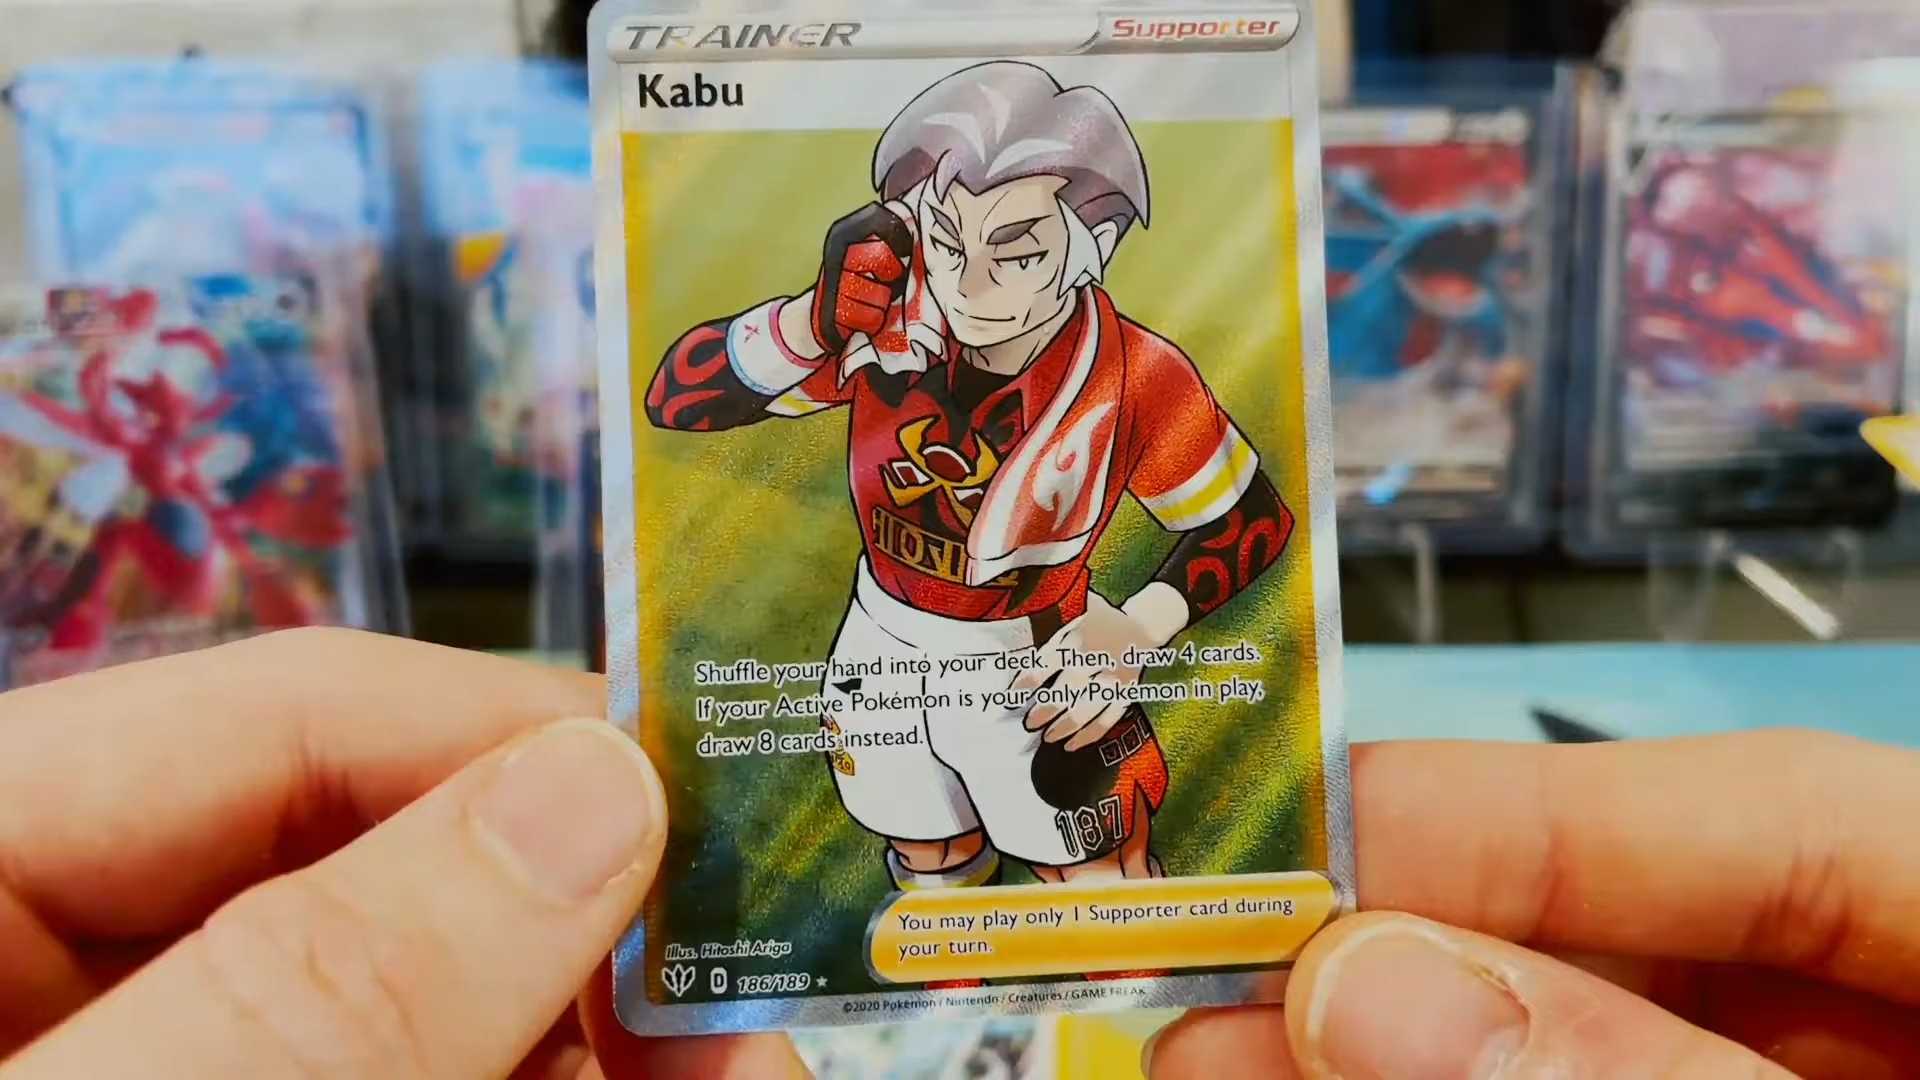 TRAINER
Supporter
Kabu
Shuffle your hand into your deck. Then, draw 4 cards.
If your Active Pokémon is your only Pokémon in play,
draw 8 cards instead.
187
You may play only 1 Supporter card during
your turn.
Illus. Hitoshi Ariga
D 186/189
©2020 Pokémon / Nintendo / Creatures / GAME FREAK